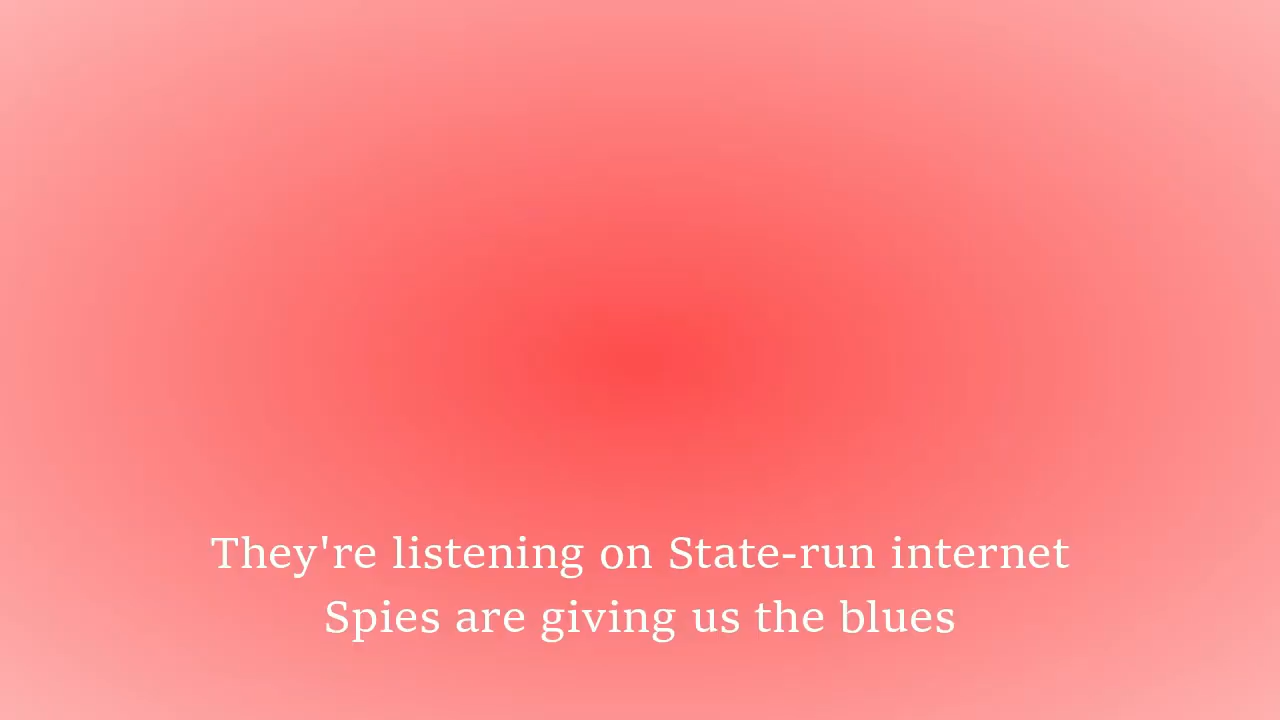 They're listening on State-run internet
Spies are giving us the blues